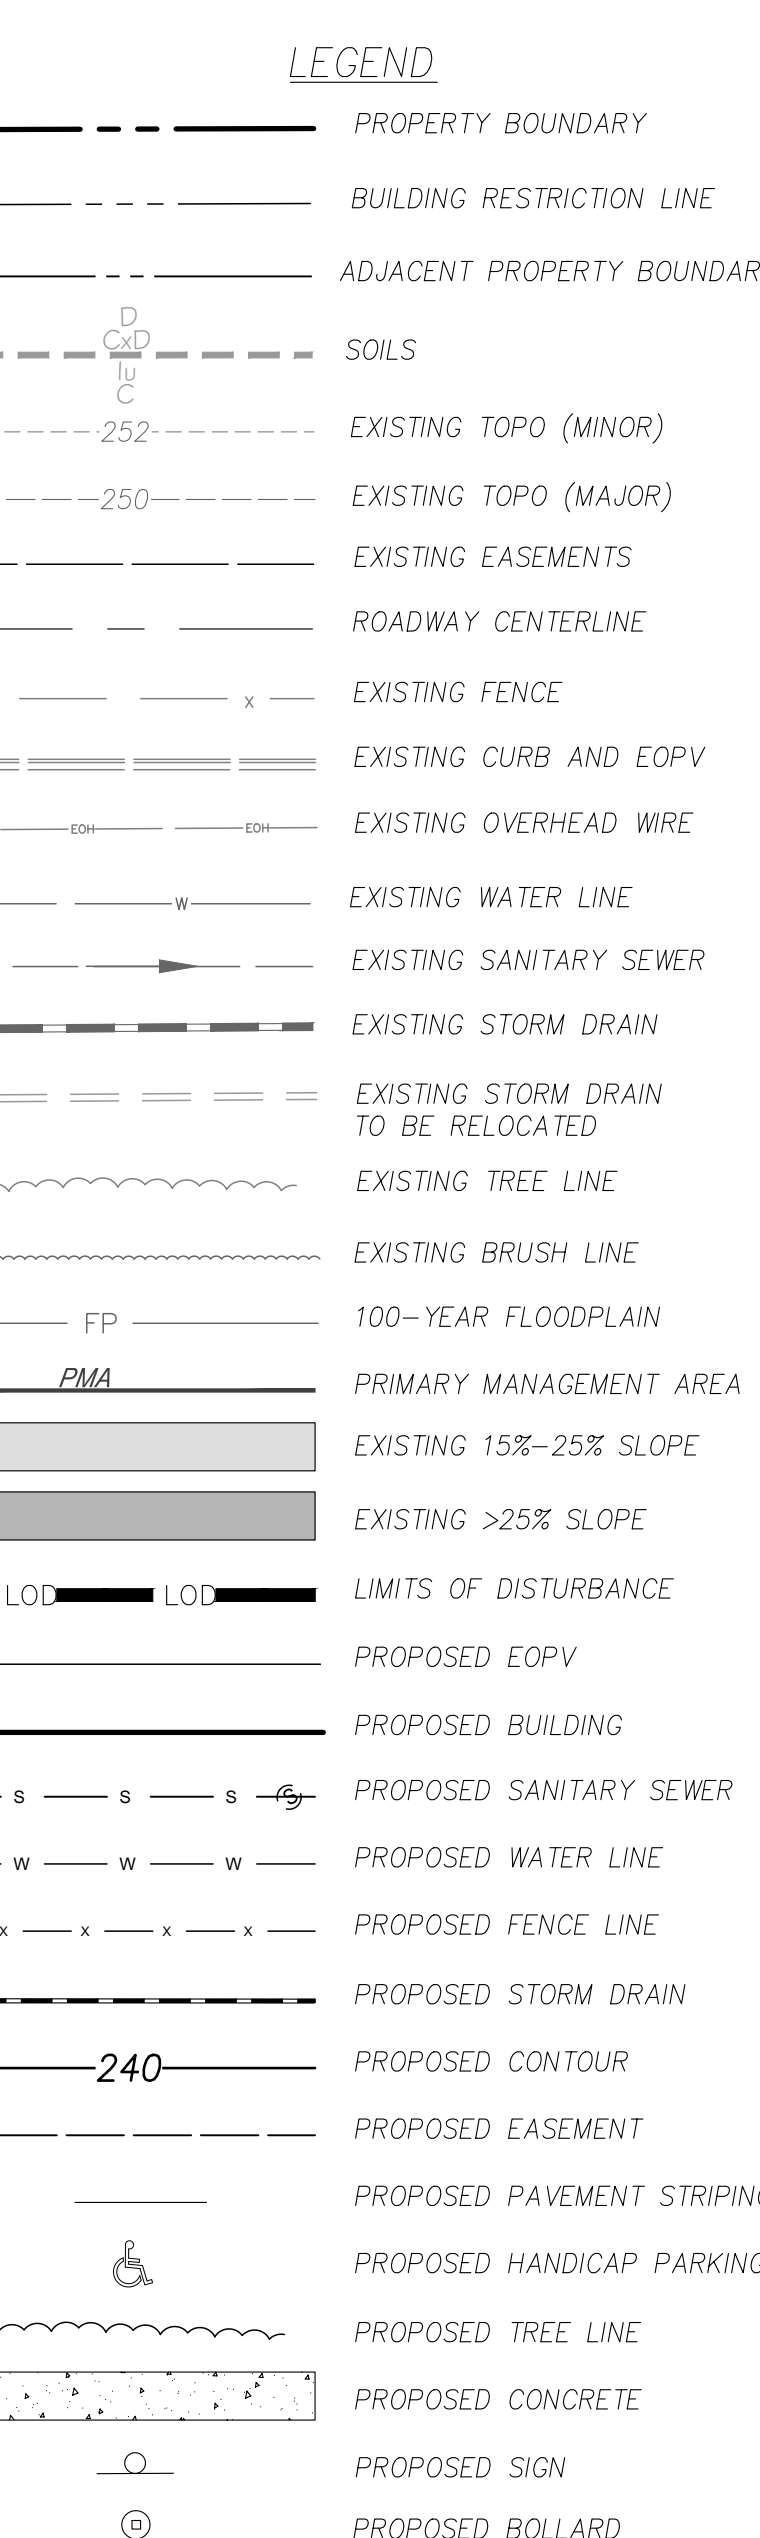 LEGEND
PROPERTY BOUNDARY
BUILDING RESTRICTION LINE
ADJACENT PROPERTY BOUNDAR
D
CxD
SOILS
Iu
C
252 EXISTING TOPO (MINOR)
250 EXISTING TOPO (MAJOR)
EXISTING EASEMENTS
ROADWAY CENTERLINE
x EXISTING FENCE
EXISTING CURB AND EOPV
EOH EOH EXISTING OVERHEAD WIRE
W EXISTING WATER LINE
EXISTING SANITARY SEWER
EXISTING STORM DRAIN
EXISTING STORM DRAIN
TO BE RELOCATED
EXISTING TREE LINE
EXISTING BRUSH LINE
FP 100-YEAR FLOODPLAIN
PMA PRIMARY MANAGEMENT AREA
EXISTING 15%-25% SLOPE
EXISTING >25% SLOPE
LOD LOD LIMITS OF DISTURBANCE
PROPOSED EOPV
PROPOSED BUILDING
S S S S PROPOSED SANITARY SEWER
W W W PROPOSED WATER LINE
x x x x PROPOSED FENCE LINE
PROPOSED STORM DRAIN
240 PROPOSED CONTOUR
PROPOSED EASEMENT
PROPOSED PAVEMENT STRIPING
PROPOSED HANDICAP PARKING
PROPOSED TREE LINE
PROPOSED CONCRETE
PROPOSED SIGN
PROPOSED BOLLARD